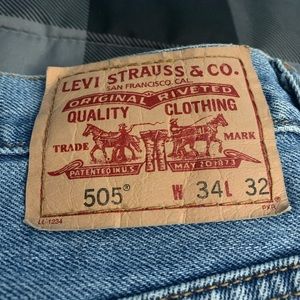 LEVI STRAUSS & CO.
SAN FRANCISCO, CAL.
ORIGINAL RIVETED
QUALITY CLOTHING
TRADE MARK
PATENTED IN U.S. MAY 20 1873
505® W 34 L 32